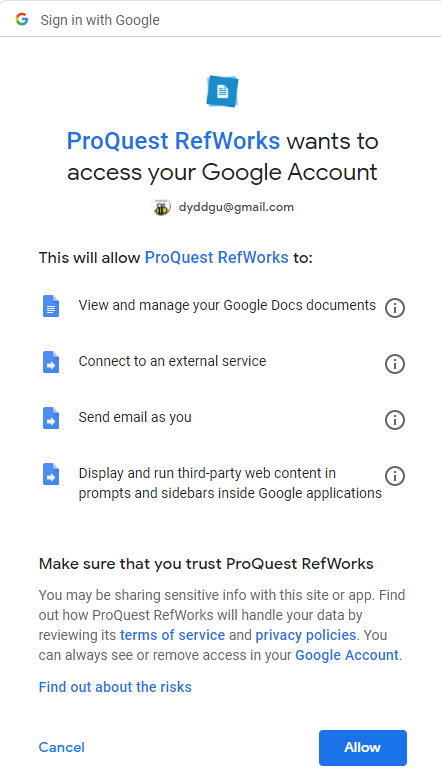 Sign in with Google
ProQuest RefWorks wants to
access your Google Account
dyddgu@gmail.com
This will allow ProQuest RefWorks to:
View and manage your Google Docs documents
Connect to an external service
Send email as you
Display and run third-party web content in
prompts and sidebars inside Google applications
Make sure that you trust ProQuest RefWorks
You may be sharing sensitive info with this site or app. Find
out how ProQuest RefWorks will handle your data by
reviewing its terms of service and privacy policies. You
can always see or remove access in your Google Account.
Find out about the risks
Cancel
Allow